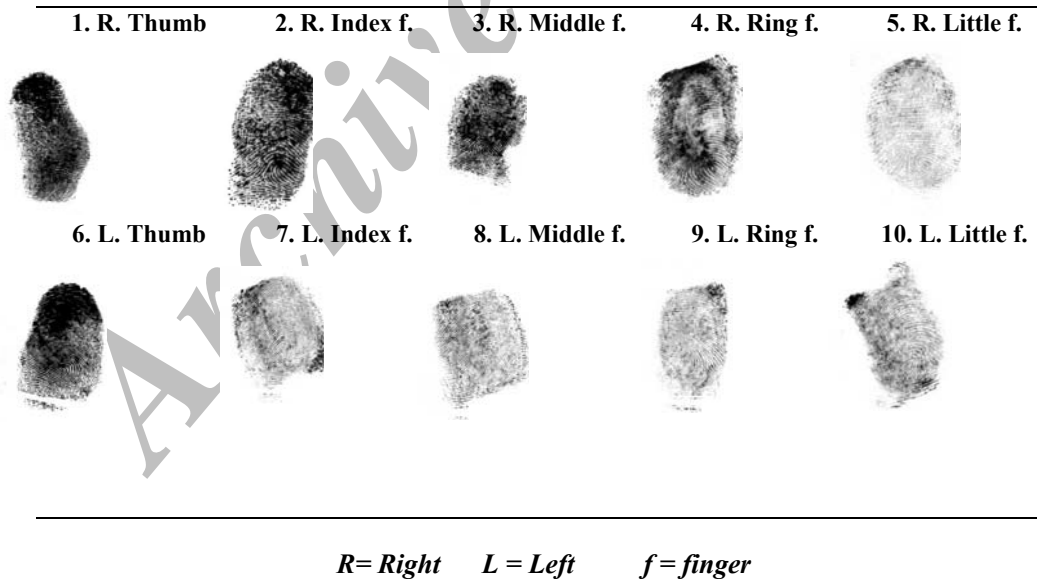 1. R. Thumb 2. R. Index f. 3. R. Middle f. 4. R. Ring f. 5. R. Little f.
6. L. Thumb 7. L. Index f. 8. L. Middle f. 9. L. Ring f. 10. L. Little f.
R= Right L = Left f = finger